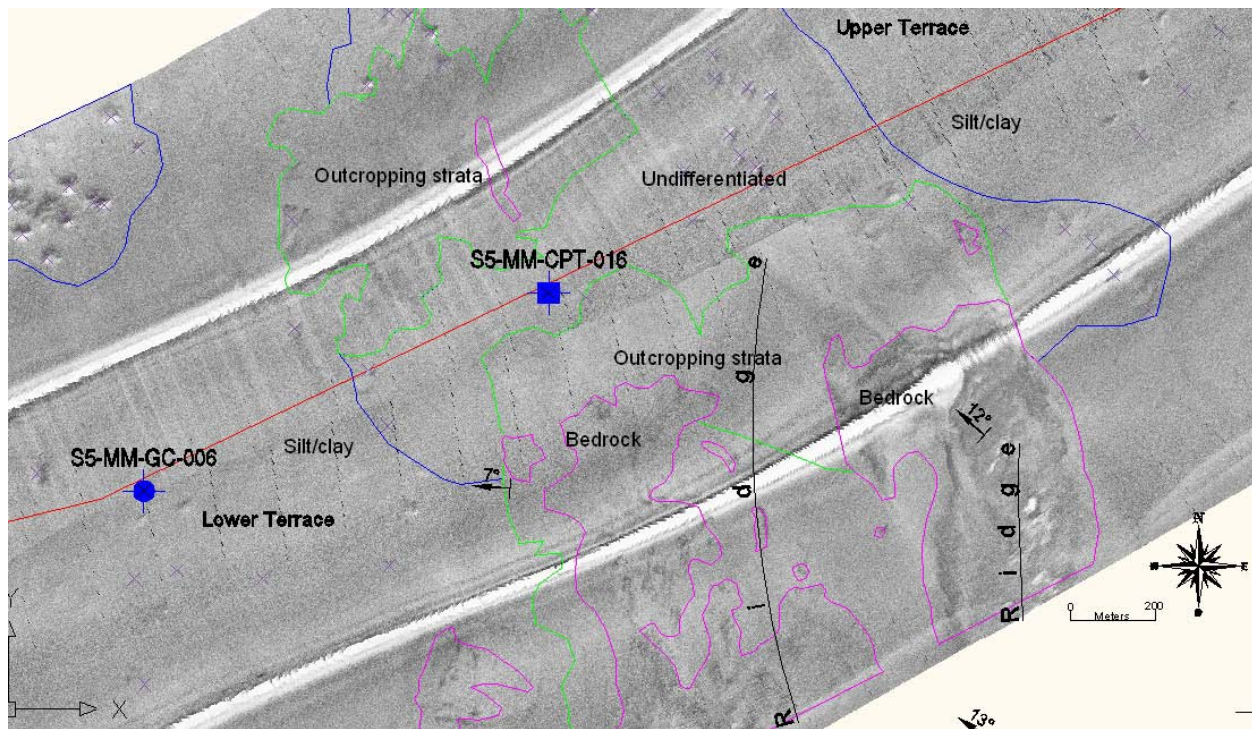 Upper Terrace
Silt/clay
Outcropping strata
Undifferentiated
S5-MM-CPT-016
Outcropping strata
Bedrock
12°
Silt/clay
Bedrock
S5-MM-GC-006
7°
Lower Terrace
Ridge
Ridge
N
0 200
Meters
X
Y
13°